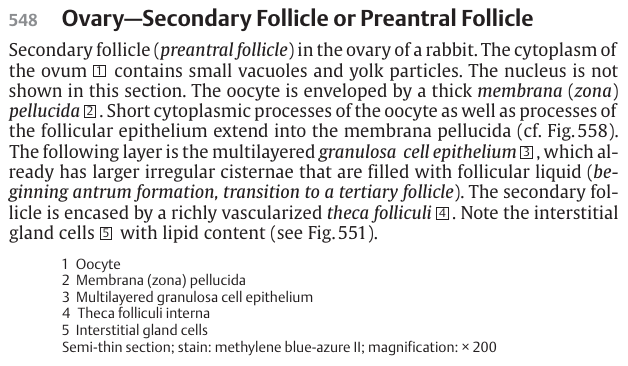 548 Ovary—Secondary Follicle or Preantral Follicle
Secondary follicle (preantral follicle) in the ovary of a rabbit. The cytoplasm of
the ovum 1 contains small vacuoles and yolk particles. The nucleus is not
shown in this section. The oocyte is enveloped by a thick membrana (zona)
pellucida 2. Short cytoplasmic processes of the oocyte as well as processes of
the follicular epithelium extend into the membrana pellucida (cf. Fig. 558).
The following layer is the multilayered granulosa cell epithelium 3, which al-
ready has larger irregular cisternae that are filled with follicular liquid (be-
ginning antrum formation, transition to a tertiary follicle). The secondary fol-
licle is encased by a richly vascularized theca folliculi 4. Note the interstitial
gland cells 5 with lipid content (see Fig. 551).
1 Oocyte
2 Membrana (zona) pellucida
3 Multilayered granulosa cell epithelium
4 Theca folliculi interna
5 Interstitial gland cells
Semi-thin section; stain: methylene blue-azure II; magnification: × 200